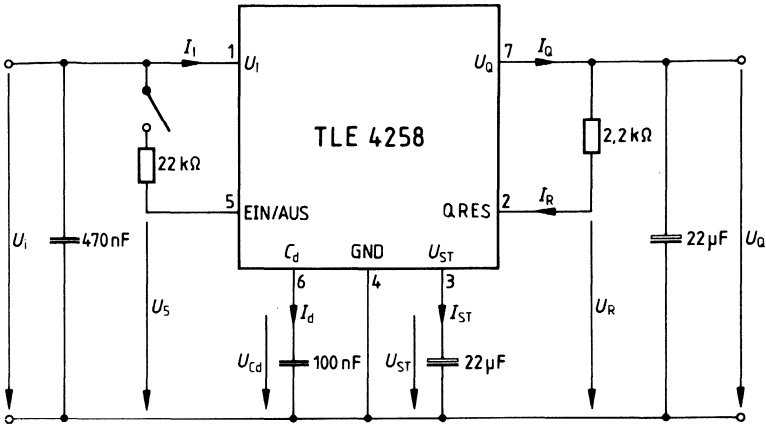 I_I 1 7 I_Q
U_I U_Q
TLE 4258
2,2 kΩ
22 kΩ
5 2 I_R
EIN/AUS QRES
U_i 470 nF C_d GND U_ST 22 µF U_Q
6 4 3
U_S I_d I_ST U_R
U_Cd 100 nF U_ST 22 µF